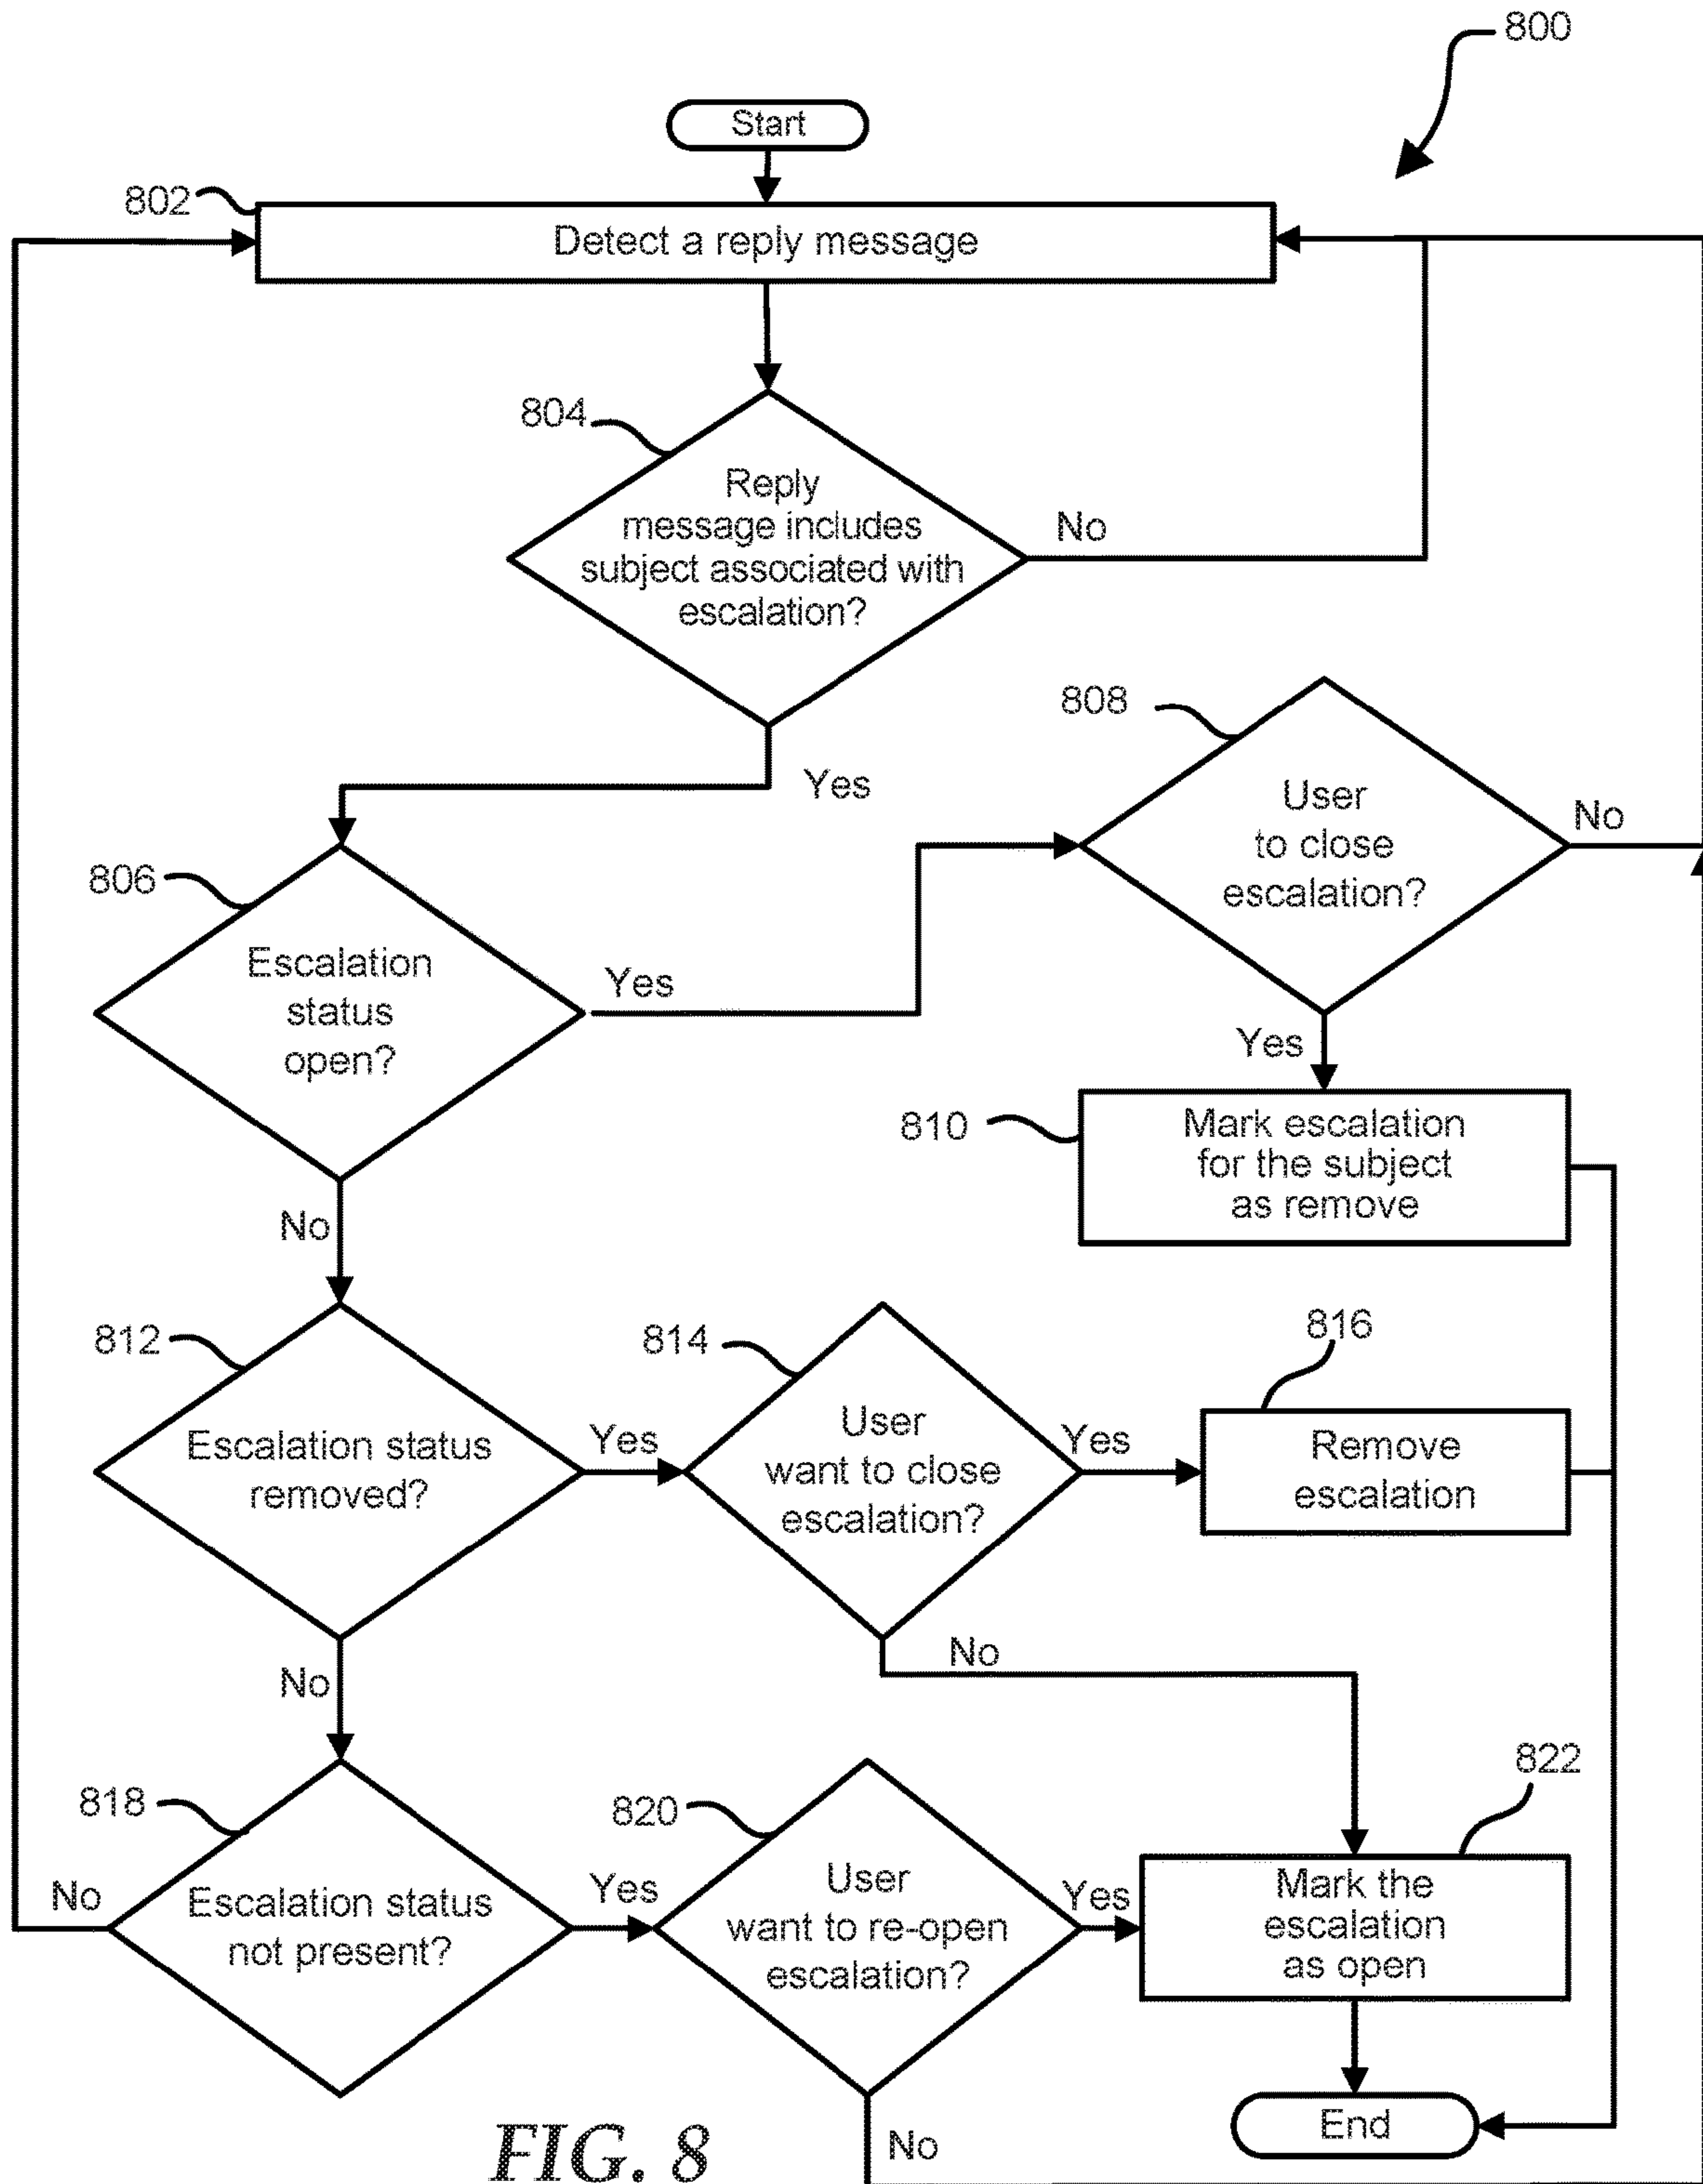 800
Start
802
Detect a reply message
804
Reply
message includes
subject associated with
escalation?
No
Yes
808
User
to close
escalation?
No
806
Escalation
status
open?
Yes
Yes
810
Mark escalation
for the subject
as remove
No
812
Escalation status
removed?
Yes
814
User
want to close
escalation?
Yes
816
Remove
escalation
No
No
818
Escalation status
not present?
No
Yes
820
User
want to re-open
escalation?
Yes
822
Mark the
escalation
as open
No
End
FIG. 8